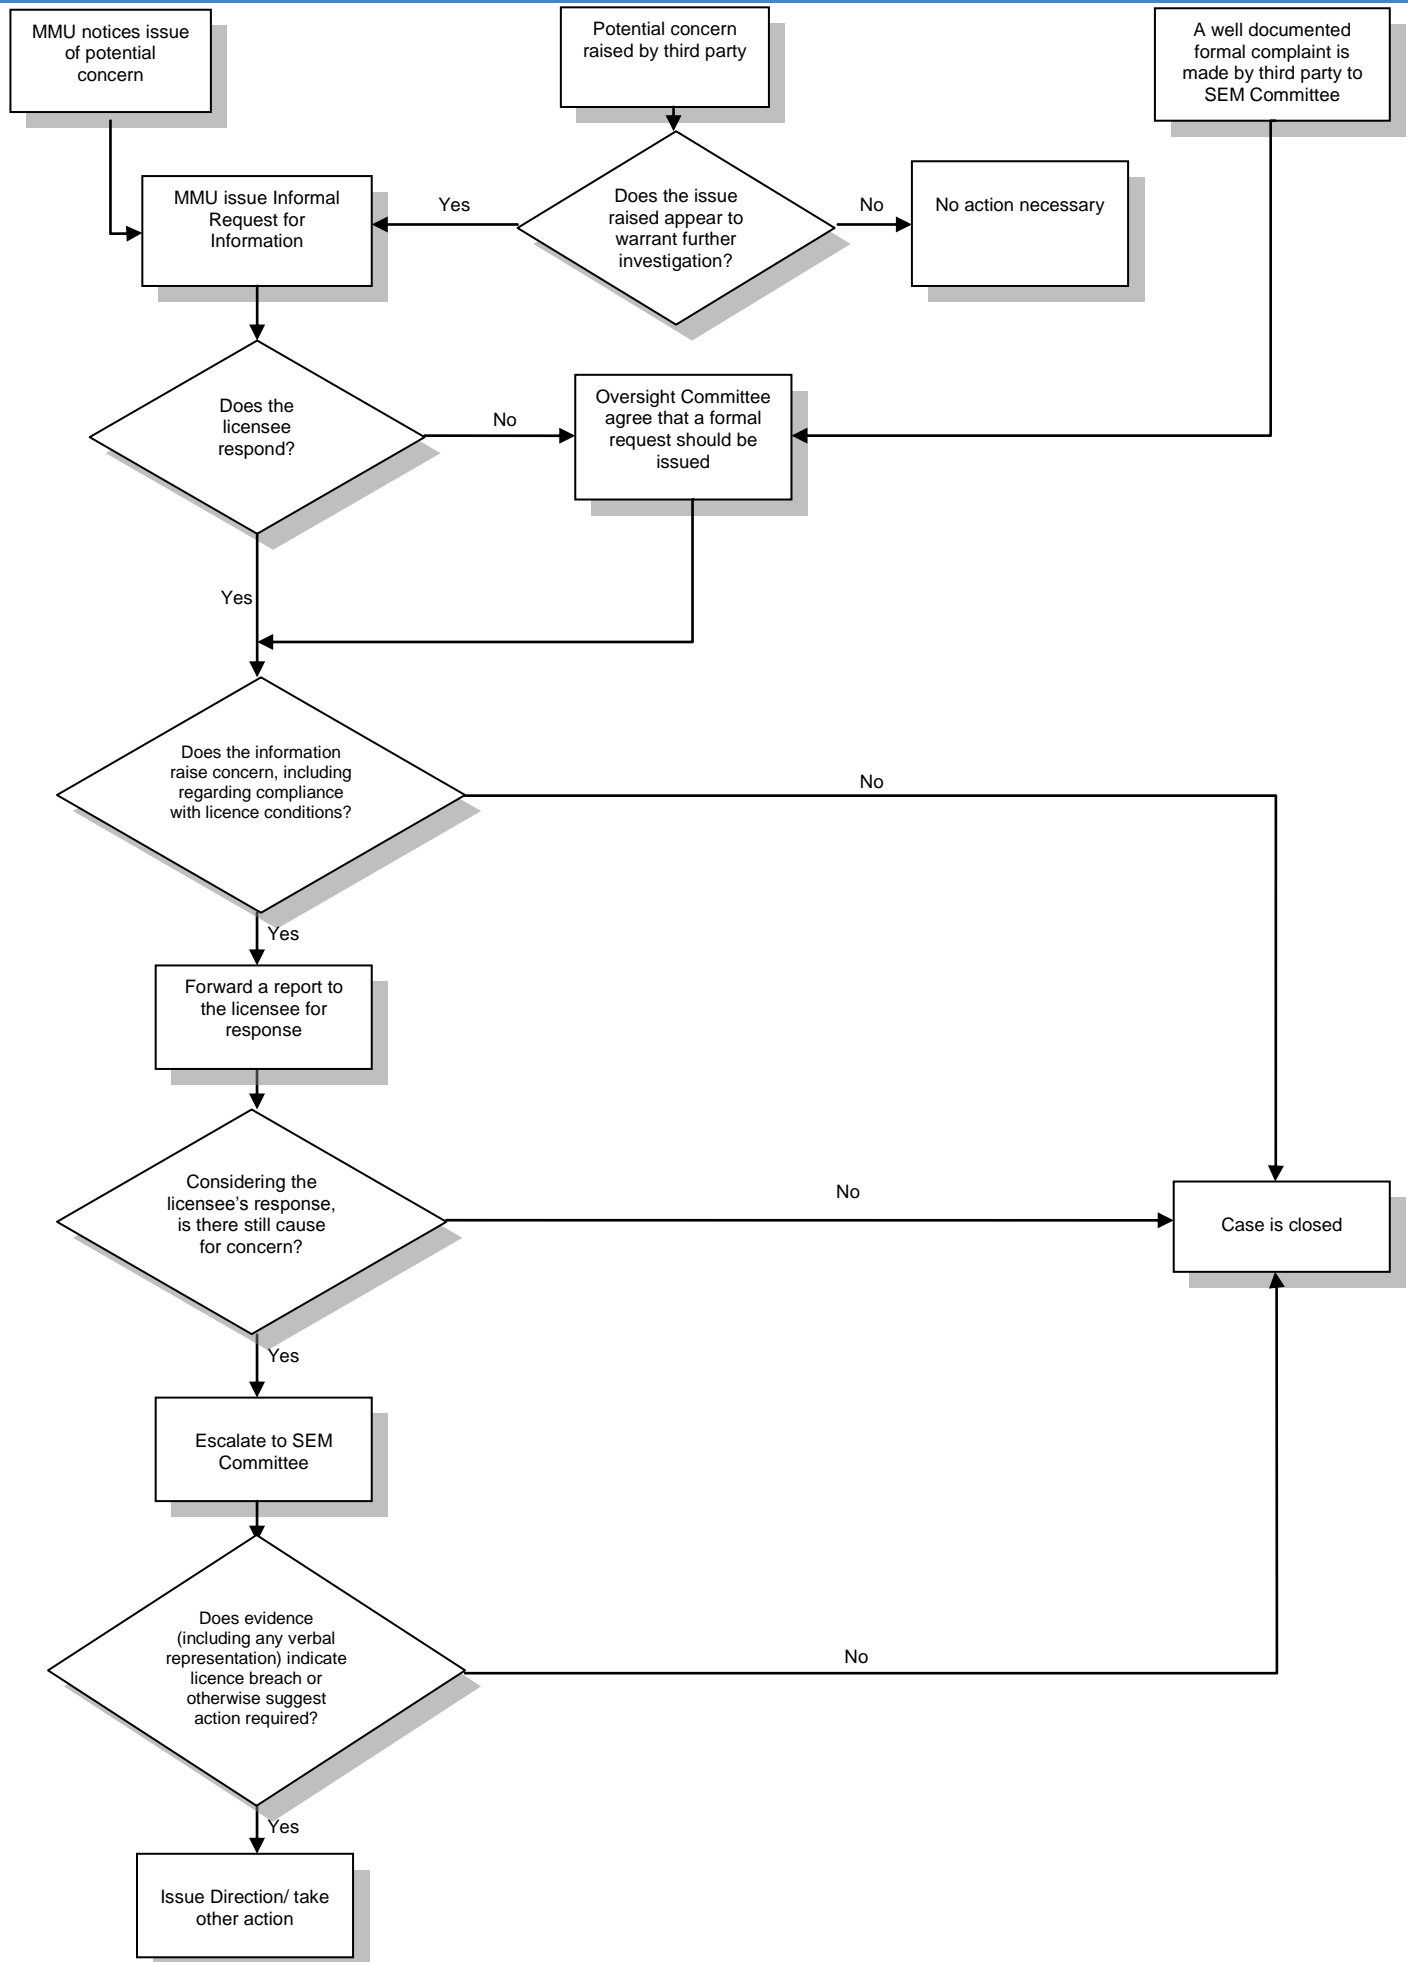 MMU notices issue
of potential
concern
Potential concern
raised by third party
A well documented
formal complaint is
made by third party to
SEM Committee
MMU issue Informal
Request for
Information
Yes
Does the issue
raised appear to
warrant further
investigation?
No
No action necessary
Does the
licensee
respond?
No
Oversight Committee
agree that a formal
request should be
issued
Yes
Does the information
raise concern, including
regarding compliance
with licence conditions?
No
Yes
Forward a report to
the licensee for
response
Considering the
licensee’s response,
is there still cause
for concern?
No
Case is closed
Yes
Escalate to SEM
Committee
Does evidence
(including any verbal
representation) indicate
licence breach or
otherwise suggest
action required?
No
Yes
Issue Direction/ take
other action